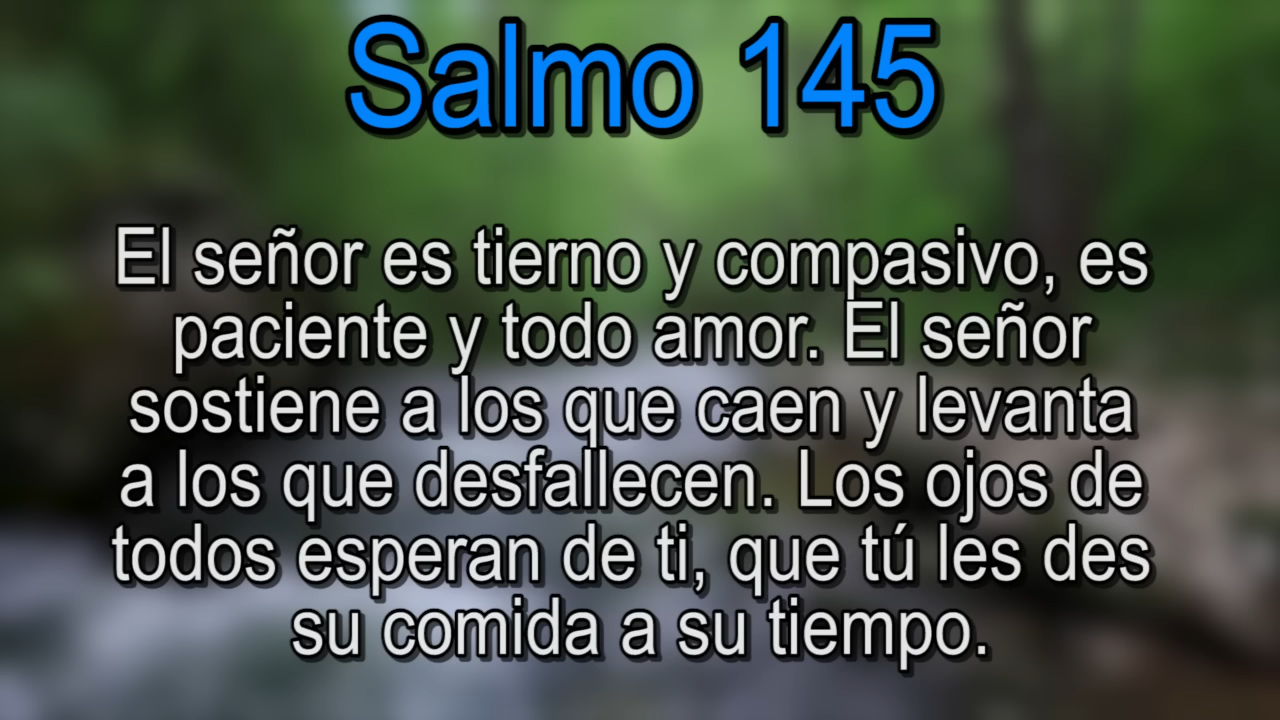 Salmo 145
El señor es tierno y compasivo, es
paciente y todo amor. El señor
sostiene a los que caen y levanta
a los que desfallecen. Los ojos de
todos esperan de ti, que tú les des
su comida a su tiempo.